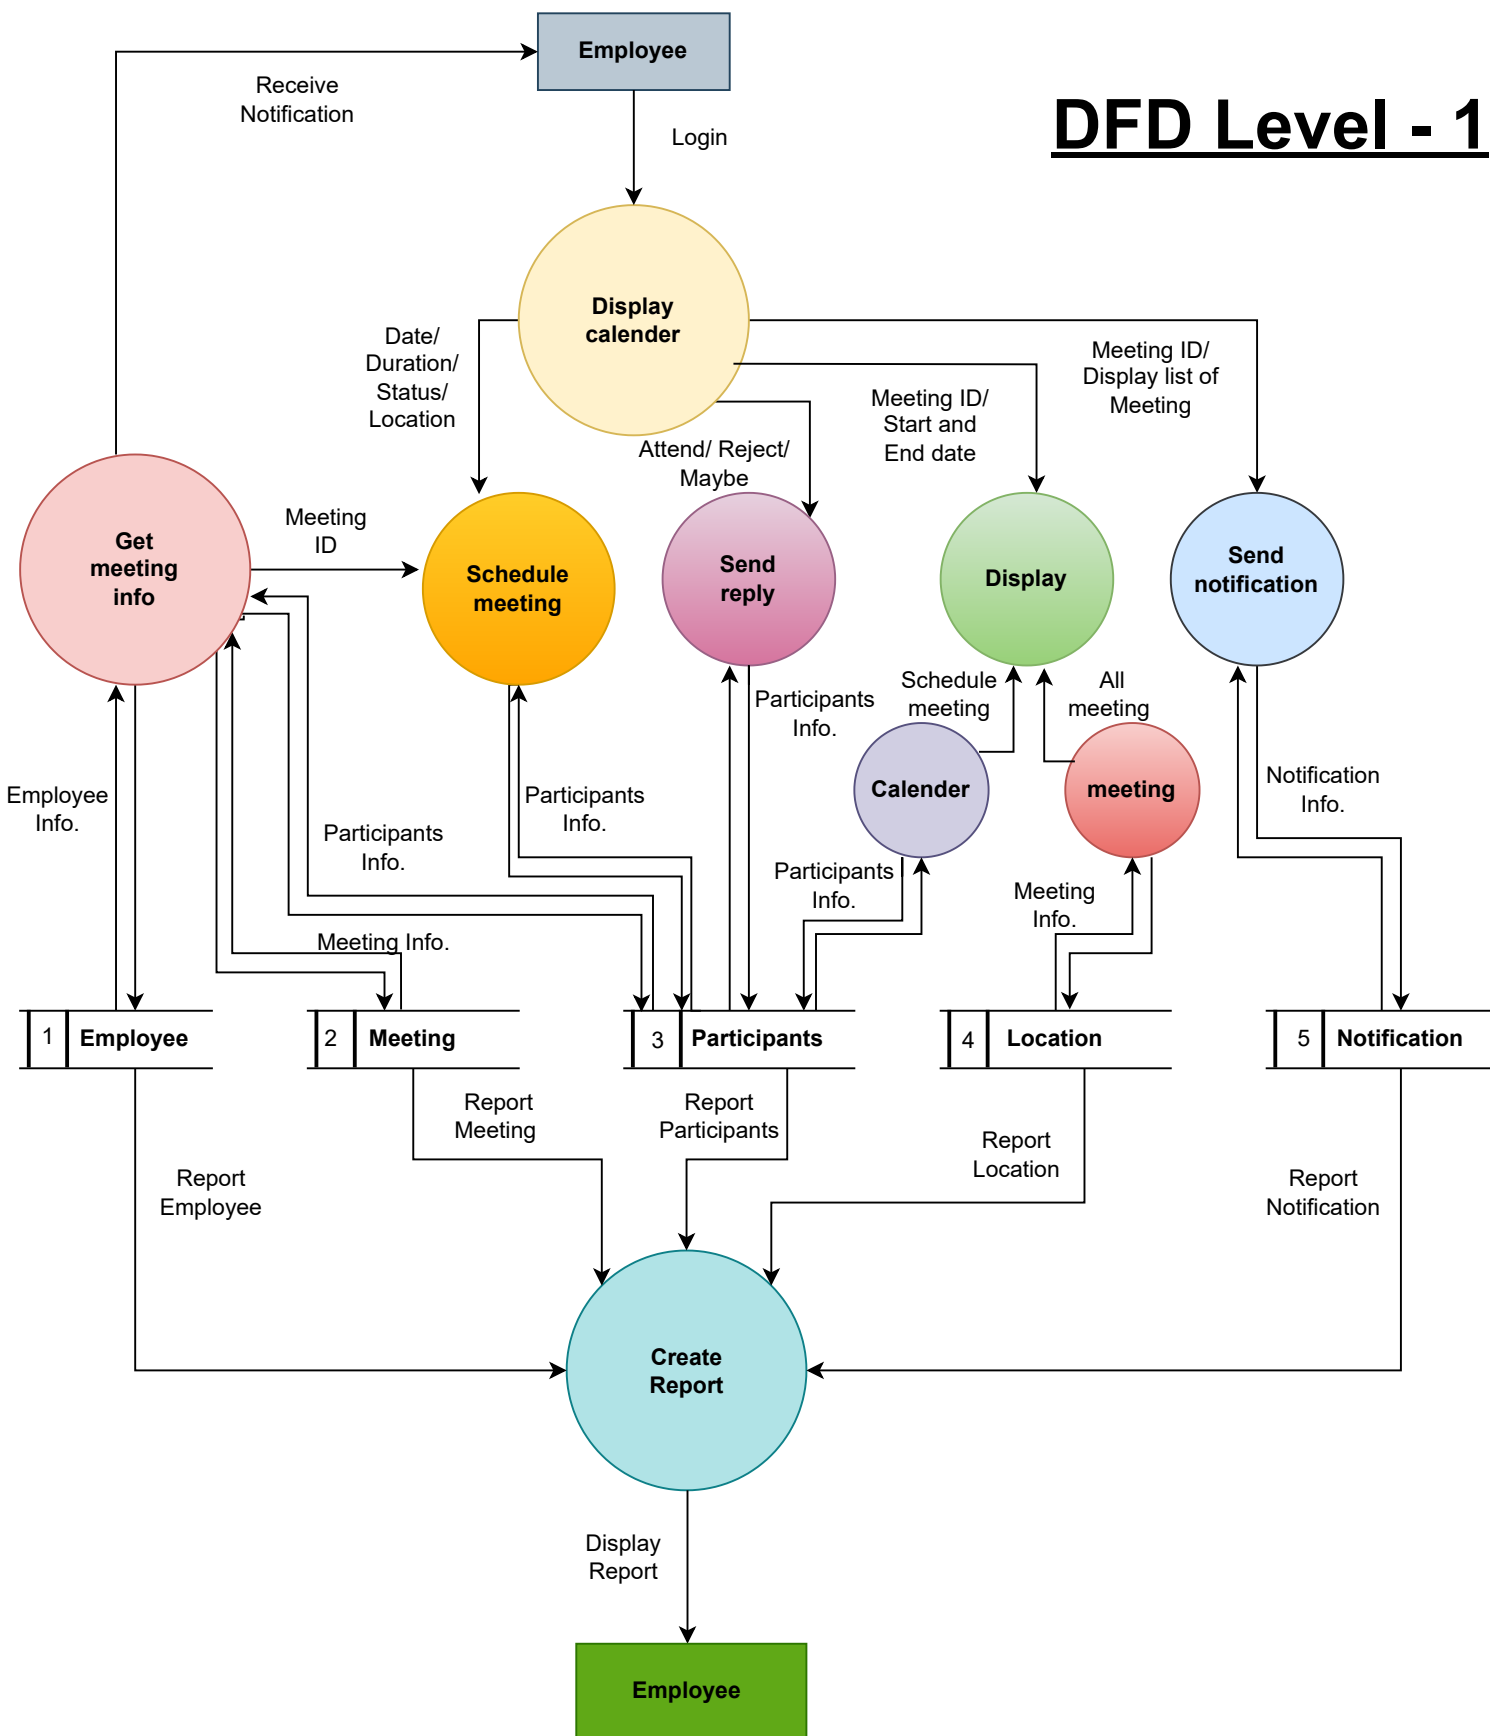 Employee
Receive
Notification
DFD Level - 1
Login
Display
calender
Date/
Duration/
Status/
Location
Meeting ID/
Display list of
Meeting
Meeting ID/
Start and
End date
Attend/ Reject/
Maybe
Meeting
ID
Get
meeting
info
Schedule
meeting
Send
reply
Display
Send
notification
Schedule
meeting
All
meeting
Participants
Info.
Calender
meeting
Employee
Info.
Participants
Info.
Notification
Info.
Participants
Info.
Participants
Info.
Meeting
Info.
Meeting Info.
1 Employee
2 Meeting
3 Participants
4 Location
5 Notification
Report
Meeting
Report
Participants
Report
Location
Report
Employee
Report
Notification
Create
Report
Display
Report
Employee